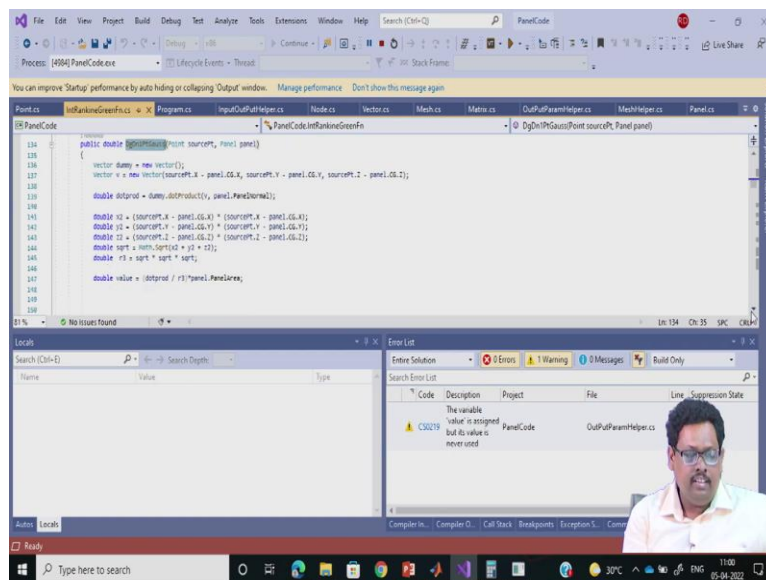 File Edit View Project Build Debug Test Analyze Tools Extensions Window Help Search (Ctrl+Q) PanelCode RD
Debug x86 Continue Live Share
Process: [4984] PanelCode.exe Lifecycle Events Thread: Stack Frame:
You can improve 'Startup' performance by auto hiding or collapsing 'Output' window. Manage performance Don't show this message again
Point.cs IntRankineGreenFn.cs Program.cs InputOutPutHelper.cs Node.cs Vector.cs Mesh.cs Matrix.cs OutPutParamHelper.cs MeshHelper.cs Panel.cs
PanelCode PanelCode.IntRankineGreenFn DgDn1PtGauss(Point sourcePt, Panel panel)
134 public double DgDn1PtGauss(Point sourcePt, Panel panel)
135 {
136 Vector dummy = new Vector();
137 Vector v = new Vector(sourcePt.X - panel.CG.X, sourcePt.Y - panel.CG.Y, sourcePt.Z - panel.CG.Z);
138
139 double dotprod = dummy.dotProduct(v, panel.PanelNormal);
140
141 double x2 = (sourcePt.X - panel.CG.X) * (sourcePt.X - panel.CG.X);
142 double y2 = (sourcePt.Y - panel.CG.Y) * (sourcePt.Y - panel.CG.Y);
143 double z2 = (sourcePt.Z - panel.CG.Z) * (sourcePt.Z - panel.CG.Z);
144 double sqrt = Math.Sqrt(x2 + y2 + z2);
145 double r3 = sqrt * sqrt * sqrt;
146
147 double value = (dotprod / r3)*panel.PanelArea;
148
149
150
81 % No issues found Ln: 134 Ch: 35 SPC CRLF
Locals Error List
Search (Ctrl+E) Search Depth: Entire Solution 0 Errors 1 Warning 0 Messages Build Only
Name Value Type Search Error List
Code Description Project File Line Suppression State
CS0219 The variable 'value' is assigned but its value is never used PanelCode OutPutParamHelper.cs
Autos Locals Compiler In... Compiler O... Call Stack Breakpoints Exception S...
Ready
Type here to search 30°C ENG 11:00
05-04-2022